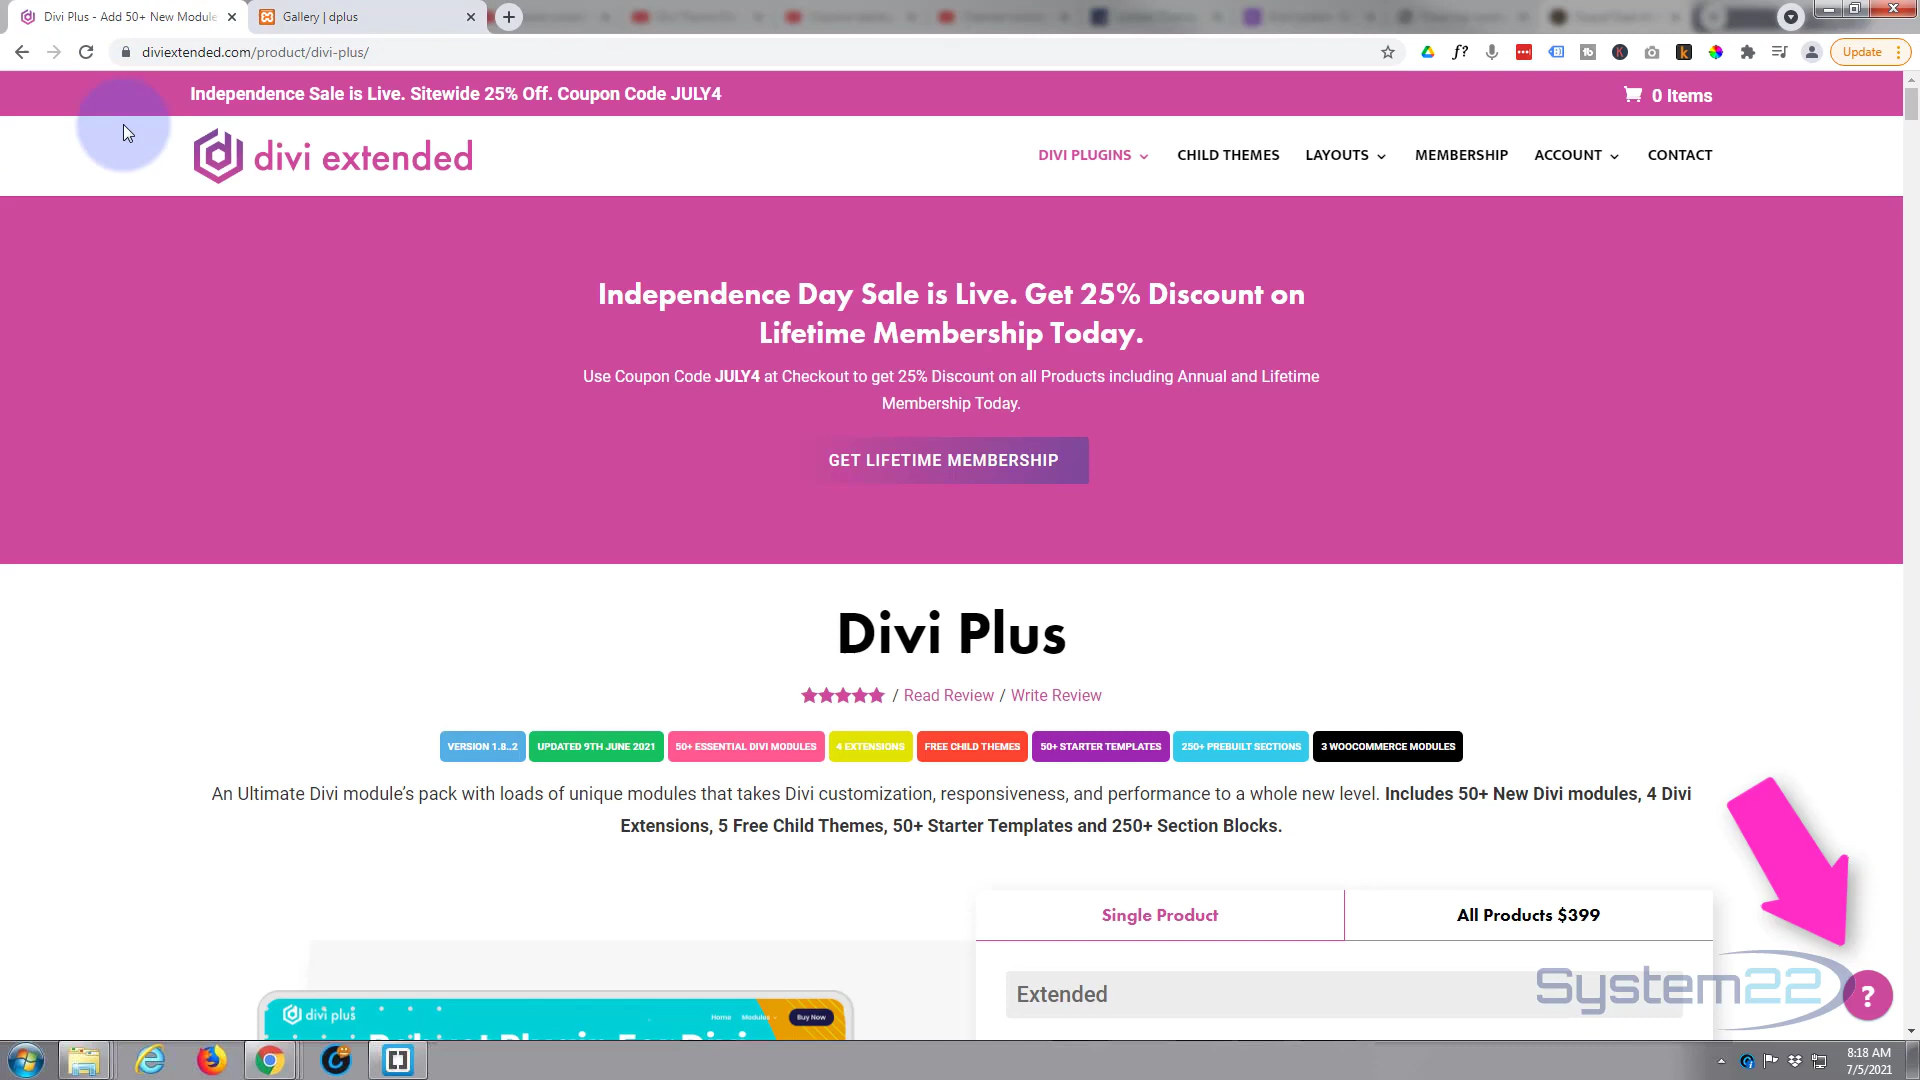 Divi Plus - Add 50+ New Module
Gallery | dplus
diviextended.com/product/divi-plus/
Update
Independence Sale is Live. Sitewide 25% Off. Coupon Code JULY4
0 Items
divi extended
DIVI PLUGINS
CHILD THEMES
LAYOUTS
MEMBERSHIP
ACCOUNT
CONTACT
Independence Day Sale is Live. Get 25% Discount on
Lifetime Membership Today.
Use Coupon Code JULY4 at Checkout to get 25% Discount on all Products including Annual and Lifetime
Membership Today.
GET LIFETIME MEMBERSHIP
Divi Plus
/ Read Review / Write Review
VERSION 1.8..2
UPDATED 9TH JUNE 2021
50+ ESSENTIAL DIVI MODULES
4 EXTENSIONS
FREE CHILD THEMES
50+ STARTER TEMPLATES
250+ PREBUILT SECTIONS
3 WOOCOMMERCE MODULES
An Ultimate Divi module's pack with loads of unique modules that takes Divi customization, responsiveness, and performance to a whole new level. Includes 50+ New Divi modules, 4 Divi
Extensions, 5 Free Child Themes, 50+ Starter Templates and 250+ Section Blocks.
Single Product
All Products $399
Extended
System22
?
divi plus
Home
Modules
Buy Now
8:18 AM
7/5/2021